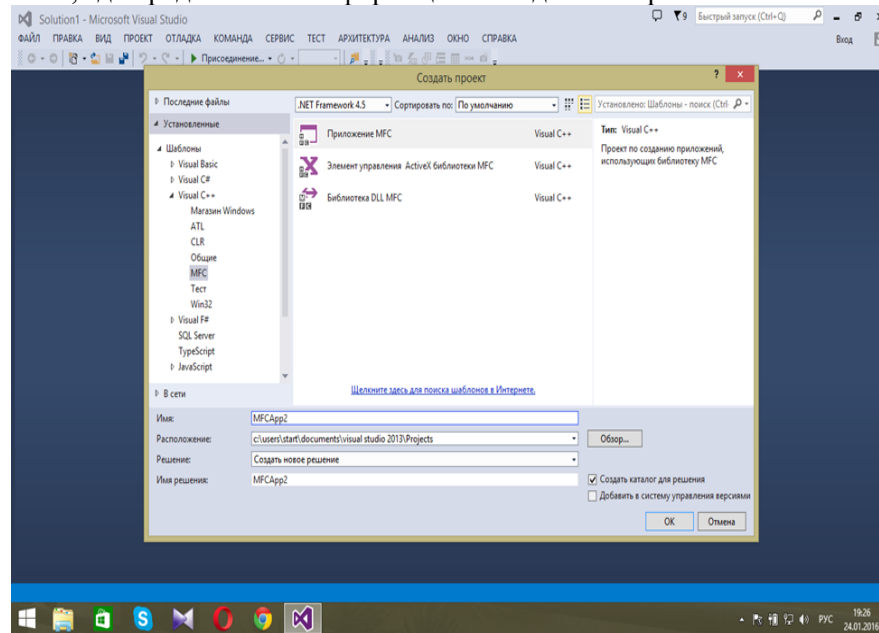 Solution1 - Microsoft Visual Studio
9
Быстрый запуск (Ctrl+Q)
ФАЙЛ ПРАВКА ВИД ПРОЕКТ ОТЛАДКА КОМАНДА СЕРВИС ТЕСТ АРХИТЕКТУРА АНАЛИЗ ОКНО СПРАВКА
Вход
Присоединение...
Создать проект
Последние файлы
.NET Framework 4.5
Сортировать по: По умолчанию
Установлено: Шаблоны - поиск (Ctrl
Установленные
Шаблоны
Visual Basic
Visual C#
Visual C++
Магазин Windows
ATL
CLR
Общие
MFC
Тест
Win32
Visual F#
SQL Server
TypeScript
JavaScript
В сети
Приложение MFC Visual C++
Элемент управления ActiveX библиотеки MFC Visual C++
Библиотека DLL MFC Visual C++
Щелкните здесь для поиска шаблонов в Интернете.
Тип: Visual C++
Проект по созданию приложений,
использующих библиотеку MFC
Имя: MFCApp2
Расположение: c:\users\start\documents\visual studio 2013\Projects
Обзор...
Решение: Создать новое решение
Имя решения: MFCApp2
Создать каталог для решения
Добавить в систему управления версиями
ОК Отмена
РУС
19:26
24.01.2016